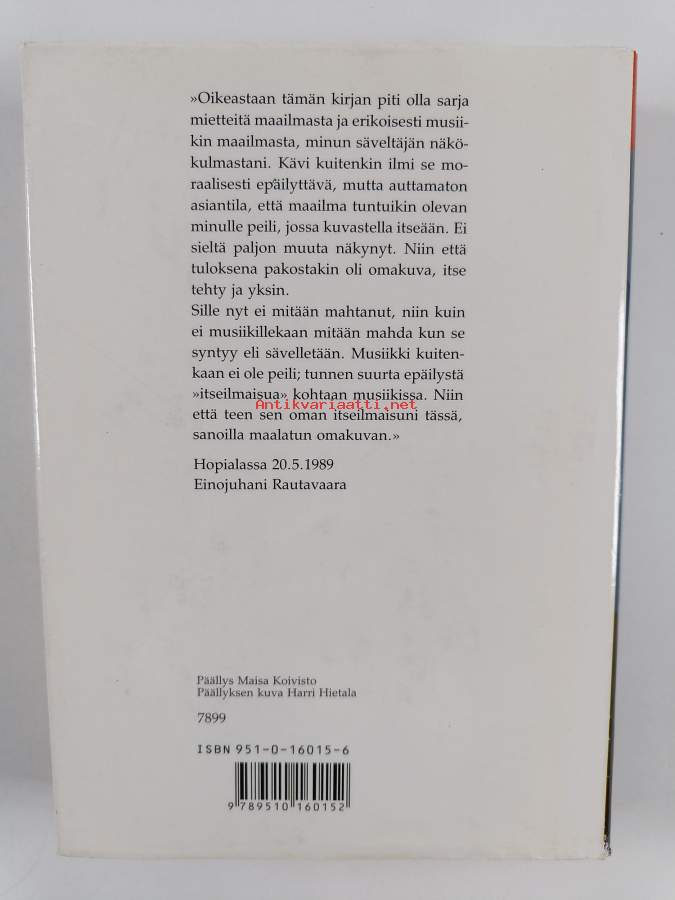 »Oikeastaan tämän kirjan piti olla sarja
mietteitä maailmasta ja erikoisesti musii-
kin maailmasta, minun säveltäjän näkö-
kulmastani. Kävi kuitenkin ilmi se mo-
raalisesti epäilyttävä, mutta auttamaton
asiantila, että maailma tuntuikin olevan
minulle peili, jossa kuvastella itseään. Ei
sieltä paljon muuta näkynyt. Niin että
tuloksena pakostakin oli omakuva, itse
tehty ja yksin.
Sille nyt ei mitään mahtanut, niin kuin
ei musiikillekaan mitään mahda kun se
syntyy eli sävelletään. Musiikki kuiten-
kaan ei ole peili; tunnen suurta epäilystä
»itseilmaisua» kohtaan musiikissa. Niin
Antikvariaatti.net
että teen sen oman itseilmaisuni tässä,
sanoilla maalatun omakuvan.»
Hopialassa 20.5.1989
Einojuhani Rautavaara
Päällys Maisa Koivisto
Päällyksen kuva Harri Hietala
7899
ISBN 951-0-16015-6
9 789510 160152